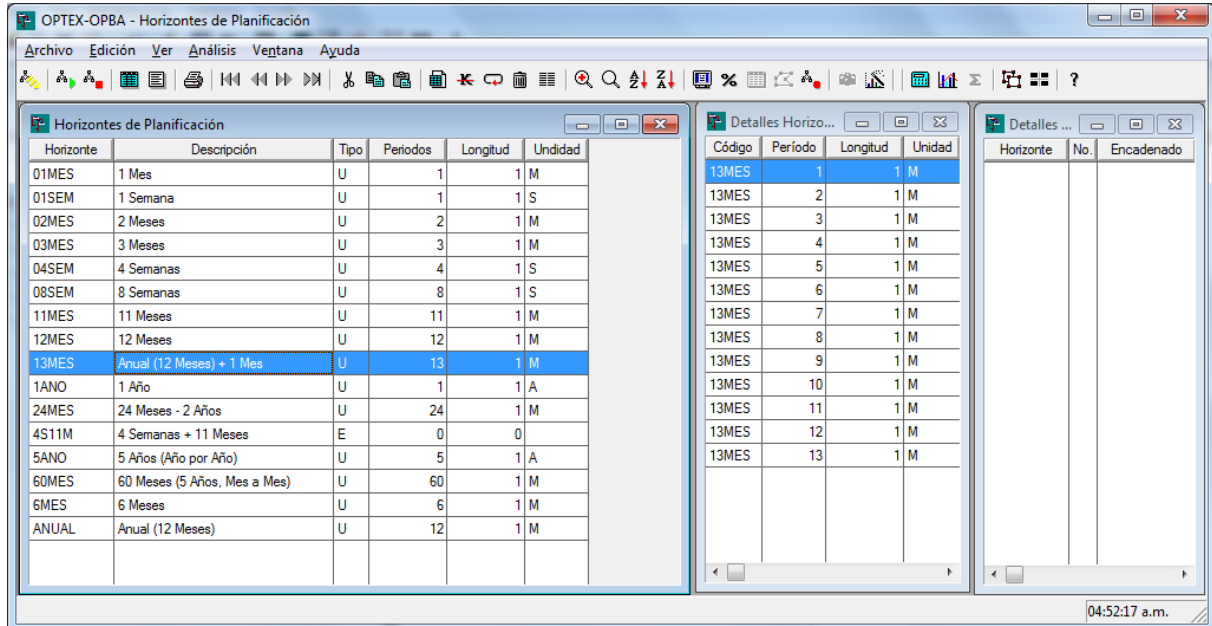 OPTEX-OPBA - Horizontes de Planificación
Archivo Edición Ver Análisis Ventana Ayuda
Horizontes de Planificación
Horizonte Descripción Tipo Periodos Longitud Undidad
01MES 1 Mes U 1 1 M
01SEM 1 Semana U 1 1 S
02MES 2 Meses U 2 1 M
03MES 3 Meses U 3 1 M
04SEM 4 Semanas U 4 1 S
08SEM 8 Semanas U 8 1 S
11MES 11 Meses U 11 1 M
12MES 12 Meses U 12 1 M
13MES Anual (12 Meses) + 1 Mes U 13 1 M
1ANO 1 Año U 1 1 A
24MES 24 Meses - 2 Años U 24 1 M
4S11M 4 Semanas + 11 Meses E 0 0
5ANO 5 Años (Año por Año) U 5 1 A
60MES 60 Meses (5 Años, Mes a Mes) U 60 1 M
6MES 6 Meses U 6 1 M
ANUAL Anual (12 Meses) U 12 1 M
Detalles Horizo...
Código Período Longitud Unidad
13MES 1 1 M
13MES 2 1 M
13MES 3 1 M
13MES 4 1 M
13MES 5 1 M
13MES 6 1 M
13MES 7 1 M
13MES 8 1 M
13MES 9 1 M
13MES 10 1 M
13MES 11 1 M
13MES 12 1 M
13MES 13 1 M
Detalles ...
Horizonte No. Encadenado
04:52:17 a.m.